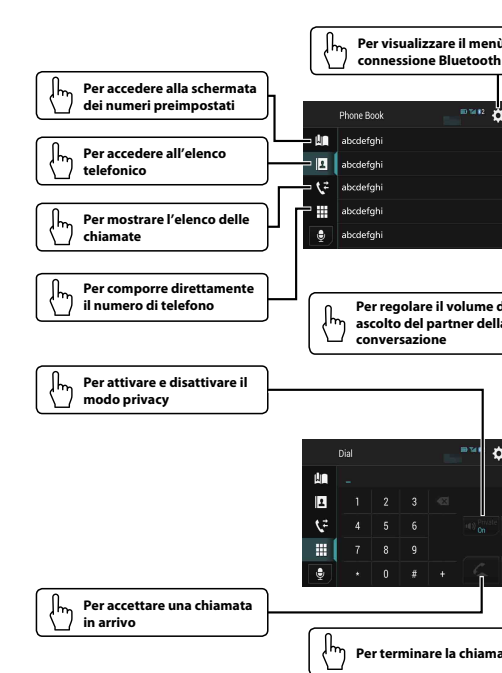 Per visualizzare il menù
connessione Bluetooth
Per accedere alla schermata
dei numeri preimpostati
Phone Book
abcdefghi
Per accedere all'elenco
telefonico
abcdefghi
abcdefghi
Per mostrare l'elenco delle
chiamate
abcdefghi
abcdefghi
Per comporre direttamente
il numero di telefono
Per regolare il volume d
ascolto del partner della
conversazione
Per attivare e disattivare il
modo privacy
Dial
_
1 2 3
4 5 6
Private
On
7 8 9
* 0 # +
Per accettare una chiamata
in arrivo
Per terminare la chiama